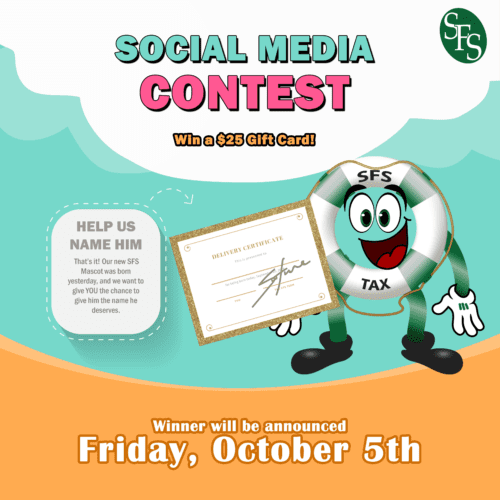 SFS
SOCIAL MEDIA
CONTEST
Win a $25 Gift Card!
SFS
TAX
HELP US
NAME HIM
That's it! Our new SFS
Mascot was born
yesterday, and we want to
give YOU the chance to
give him the name he
deserves.
DELIVERY CERTIFICATE
Winner will be announced
Friday, October 5th